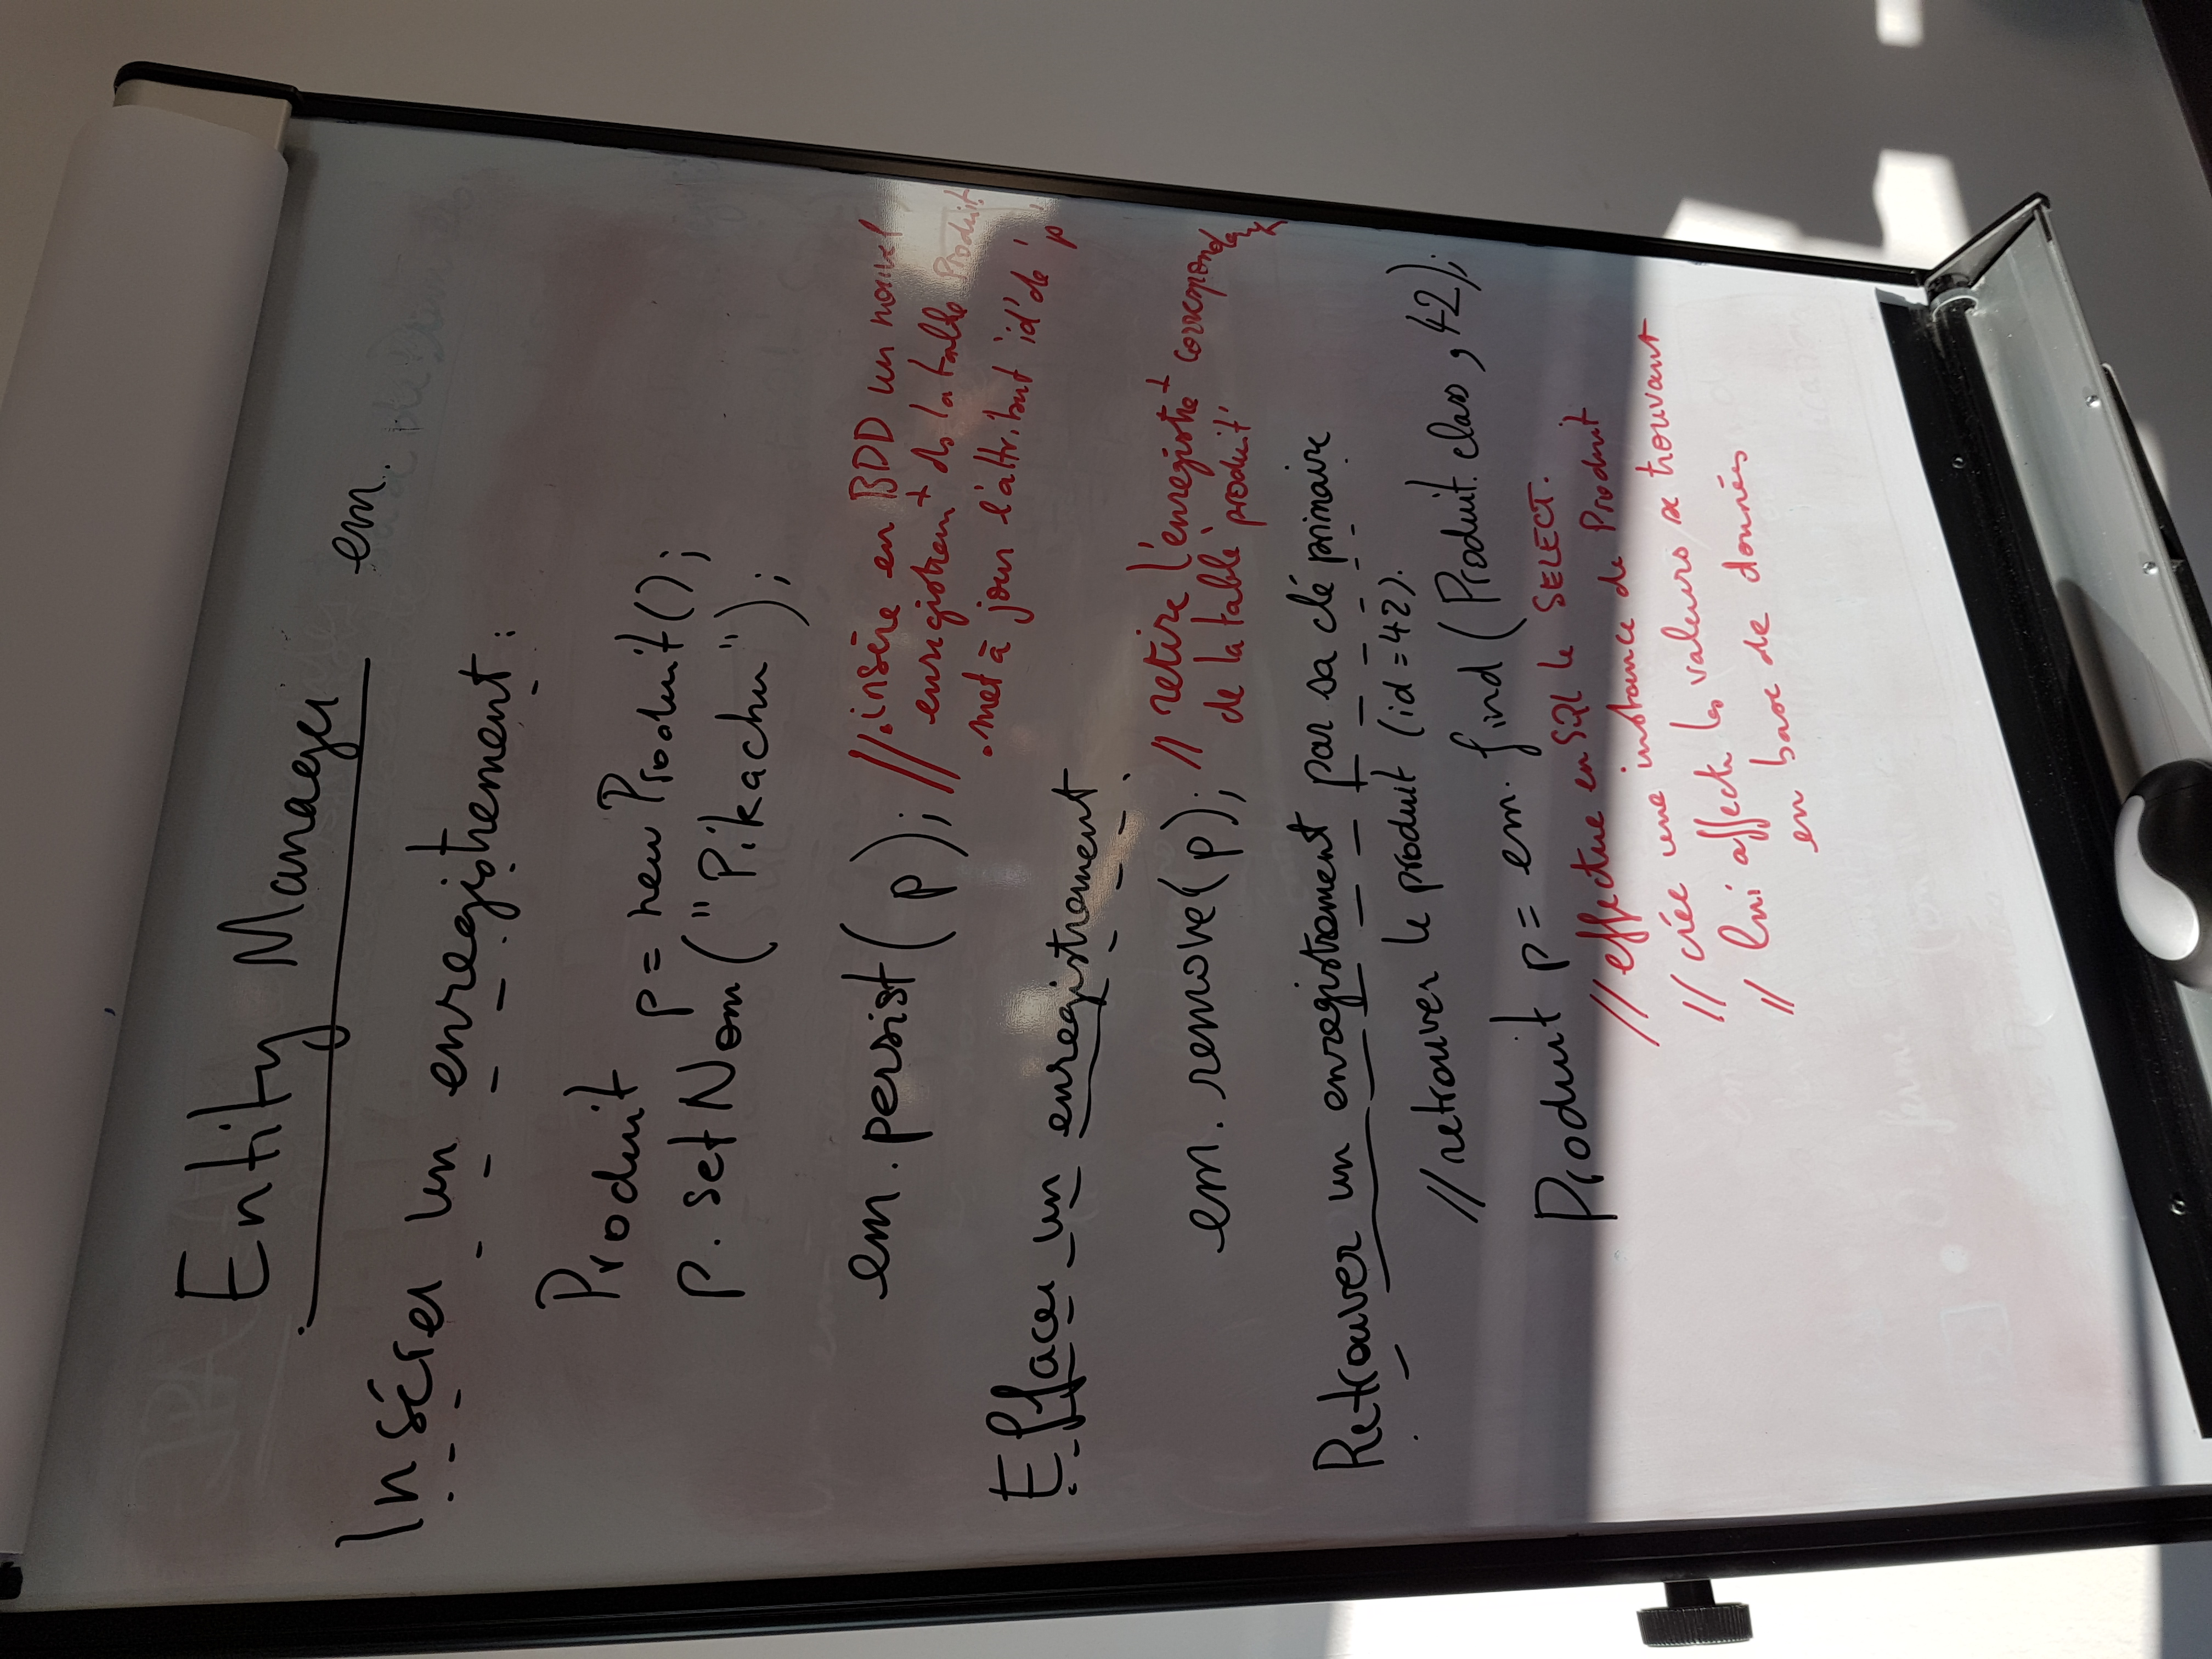 Entity Manager em.
Insérer un enregistrement :
Produit p = new Produit();
p.setNom("Pikachu");
em.persist(p); //.insère en BDD un nouvel
enregistremt ds la table Produit.
.met à jour l'attribut 'id' de 'p'
Effacer un enregistrement
em.remove(p); // retire l'enregistret correspondant
de la table 'produit'
Retrouver un enregistrement par sa clé primaire
//retrouver le produit (id=42).
Produit p = em.find(Produit.class, 42);
// effectue en SQL le SELECT.
// crée une instance de Produit
// lui affecte les valeurs se trouvant
en base de données